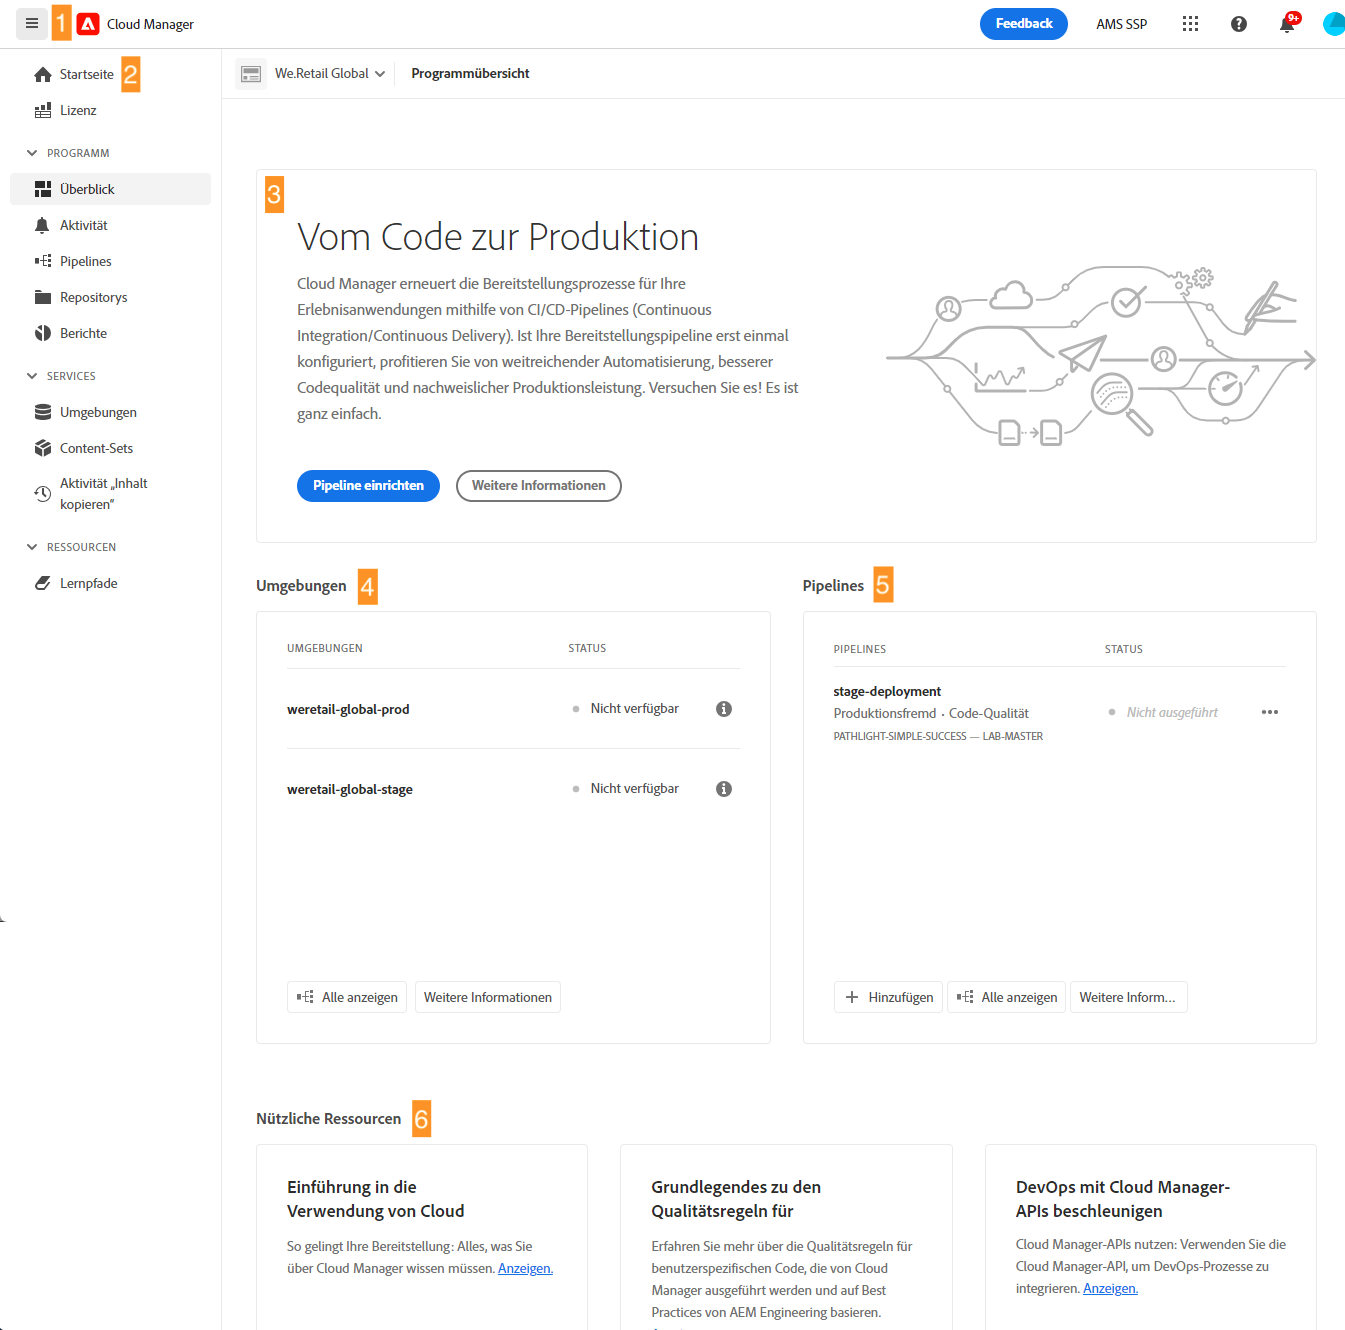 1
Cloud Manager
Feedback
AMS SSP
9+
Startseite
2
Lizenz
PROGRAMM
Überblick
Aktivität
Pipelines
Repositorys
Berichte
SERVICES
Umgebungen
Content-Sets
Aktivität „Inhalt
kopieren“
RESSOURCEN
Lernpfade
We.Retail Global
Programmübersicht
3
Vom Code zur Produktion
Cloud Manager erneuert die Bereitstellungsprozesse für Ihre
Erlebnisanwendungen mithilfe von CI/CD-Pipelines (Continuous
Integration/Continuous Delivery). Ist Ihre Bereitstellungspipeline erst einmal
konfiguriert, profitieren Sie von weitreichender Automatisierung, besserer
Codequalität und nachweislicher Produktionsleistung. Versuchen Sie es! Es ist
ganz einfach.
Pipeline einrichten
Weitere Informationen
Umgebungen
4
UMGEBUNGEN
STATUS
weretail-global-prod
Nicht verfügbar
weretail-global-stage
Nicht verfügbar
Alle anzeigen
Weitere Informationen
Pipelines
5
PIPELINES
STATUS
stage-deployment
Produktionsfremd · Code-Qualität
PATHLIGHT-SIMPLE-SUCCESS — LAB-MASTER
Nicht ausgeführt
Hinzufügen
Alle anzeigen
Weitere Inform...
Nützliche Ressourcen
6
Einführung in die
Verwendung von Cloud
So gelingt Ihre Bereitstellung: Alles, was Sie
über Cloud Manager wissen müssen. Anzeigen.
Grundlegendes zu den
Qualitätsregeln für
Erfahren Sie mehr über die Qualitätsregeln für
benutzerspezifischen Code, die von Cloud
Manager ausgeführt werden und auf Best
Practices von AEM Engineering basieren.
DevOps mit Cloud Manager-
APIs beschleunigen
Cloud Manager-APIs nutzen: Verwenden Sie die
Cloud Manager-API, um DevOps-Prozesse zu
integrieren. Anzeigen.